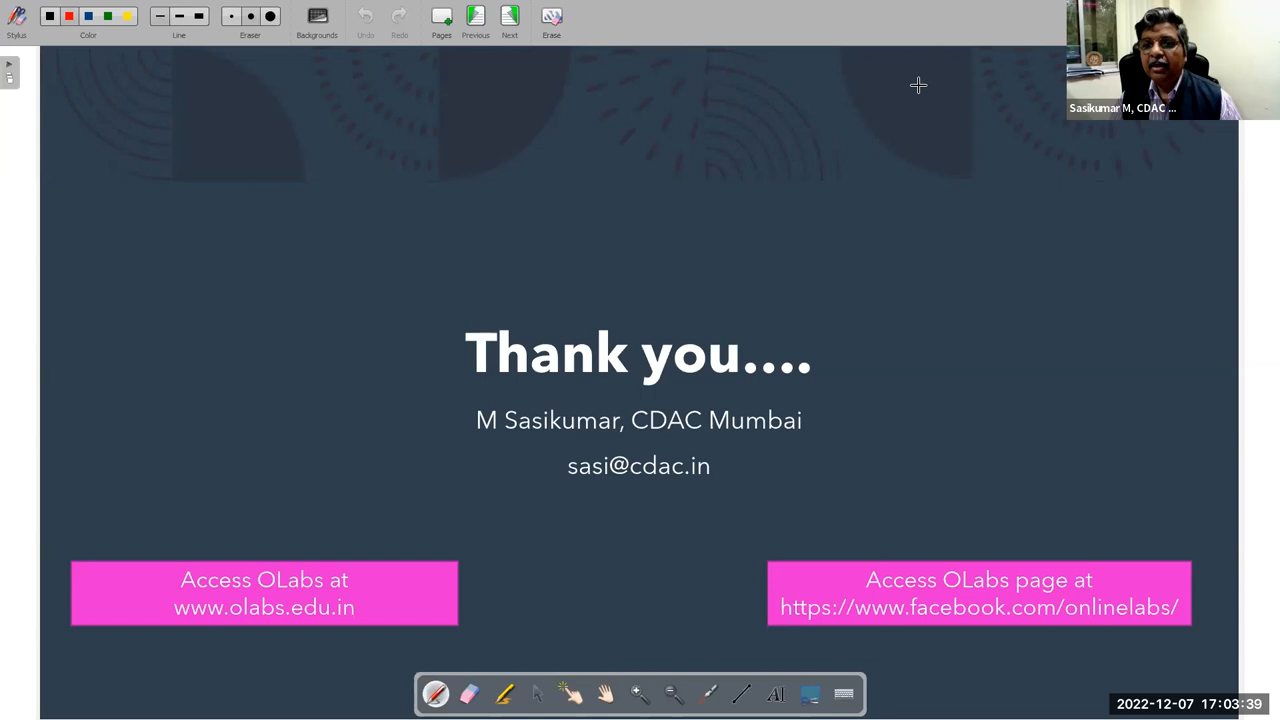 Stylus
Color
Line
Eraser
Backgrounds
Undo
Redo
Pages
Previous
Next
Erase
Sasikumar M, CDAC ...
Thank you....
M Sasikumar, CDAC Mumbai
sasi@cdac.in
Access OLabs at
www.olabs.edu.in
Access OLabs page at
https://www.facebook.com/onlinelabs/
AI
2022-12-07 17:03:39